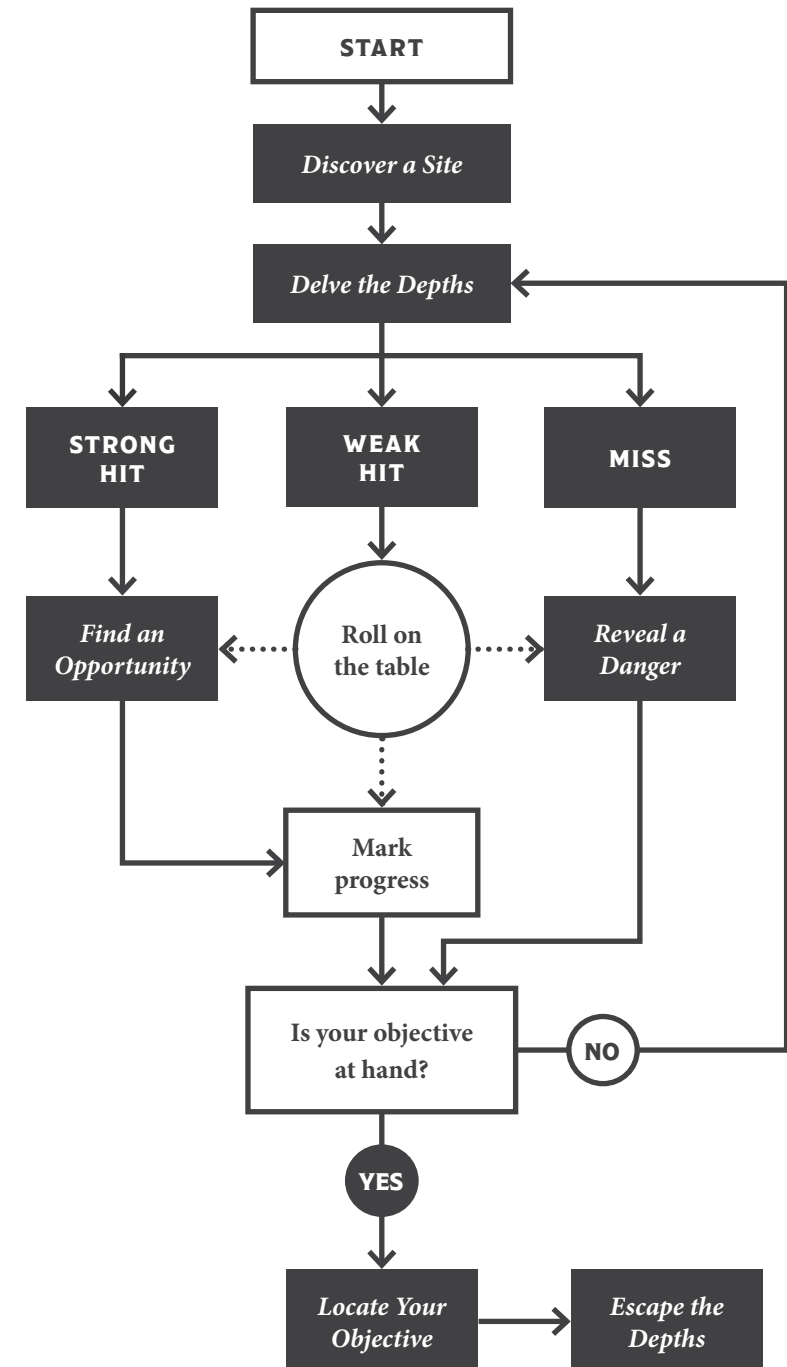 START
Discover a Site
Delve the Depths
STRONG
HIT
WEAK
HIT
MISS
Find an
Opportunity
Roll on
the table
Reveal a
Danger
Mark
progress
Is your objective
at hand?
NO
YES
Locate Your
Objective
Escape the
Depths